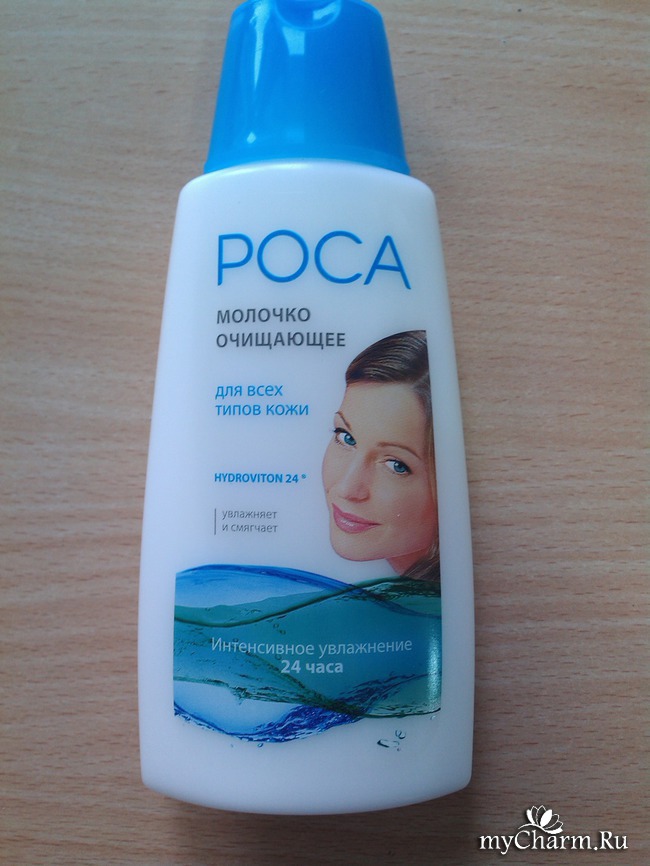 РОСА
МОЛОЧКО
ОЧИЩАЮЩЕЕ
для всех
типов кожи
HYDROVITON 24®
увлажняет
и смягчает
Интенсивное увлажнение
24 часа
myCharm.Ru